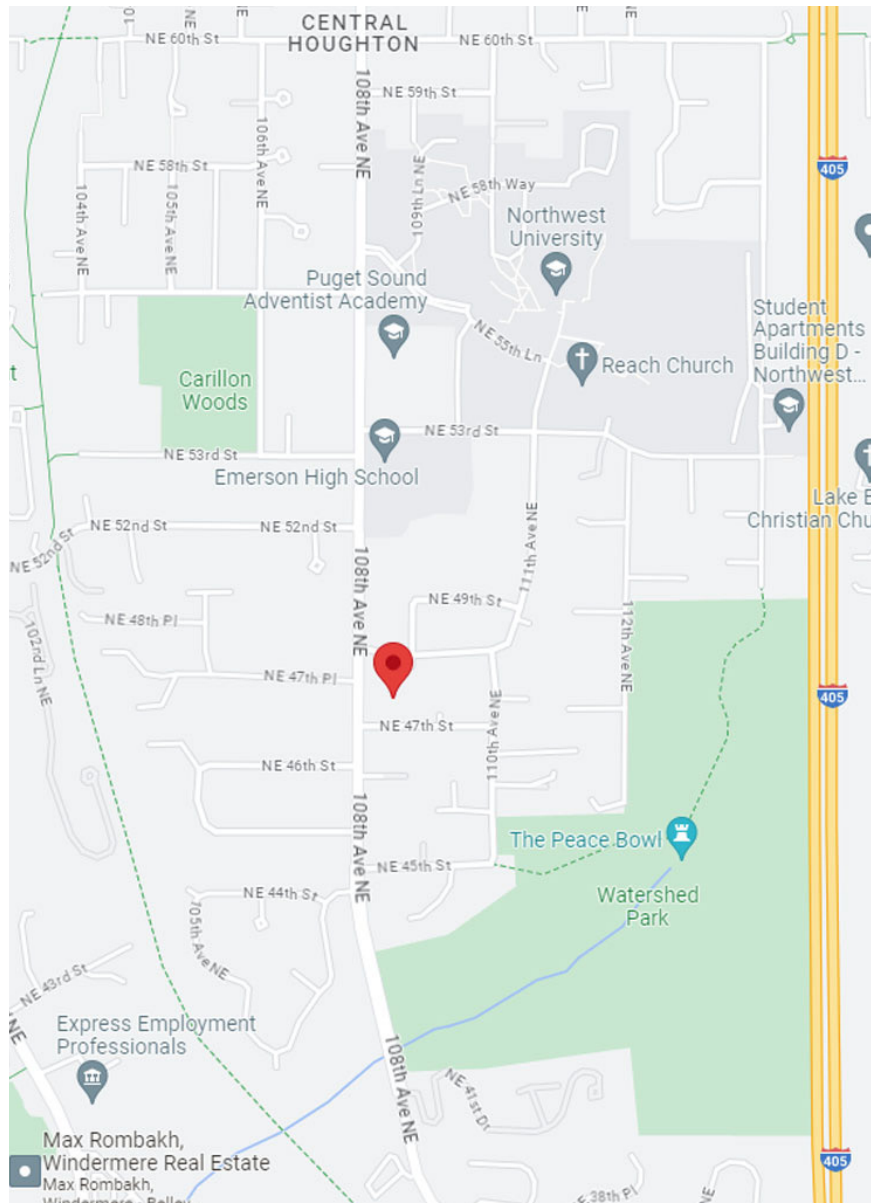 CENTRAL
HOUGHTON
NE 60th St
NE 60th St
NE 59th St
108th Ave NE
106th Ave NE
109th Ln NE
NE 58th St
NE 58th Way
104th Ave NE
105th Ave NE
405
Northwest
University
Puget Sound
Adventist Academy
Student
Apartments
Building D -
Northwest...
NE 55th Ln
Reach Church
Carillon
Woods
NE 53rd St
NE 53rd St
Emerson High School
Lake
Christian
NE 52nd St
NE 52nd St
NE 52nd St
111th Ave NE
108th Ave NE
NE 49th St
112th Ave NE
NE 48th Pl
102nd Ln NE
NE 47th Pl
405
NE 47th St
110th Ave NE
NE 46th St
108th Ave NE
The Peace Bowl
NE 45th St
NE 44th St
Watershed
Park
105th Ave NE
NE 43rd St
NE
Express Employment
Professionals
108th Ave NE
NE 41st
Max Rombakh,
Windermere Real Estate
Max Rombakh,
405
NE 38th Pl